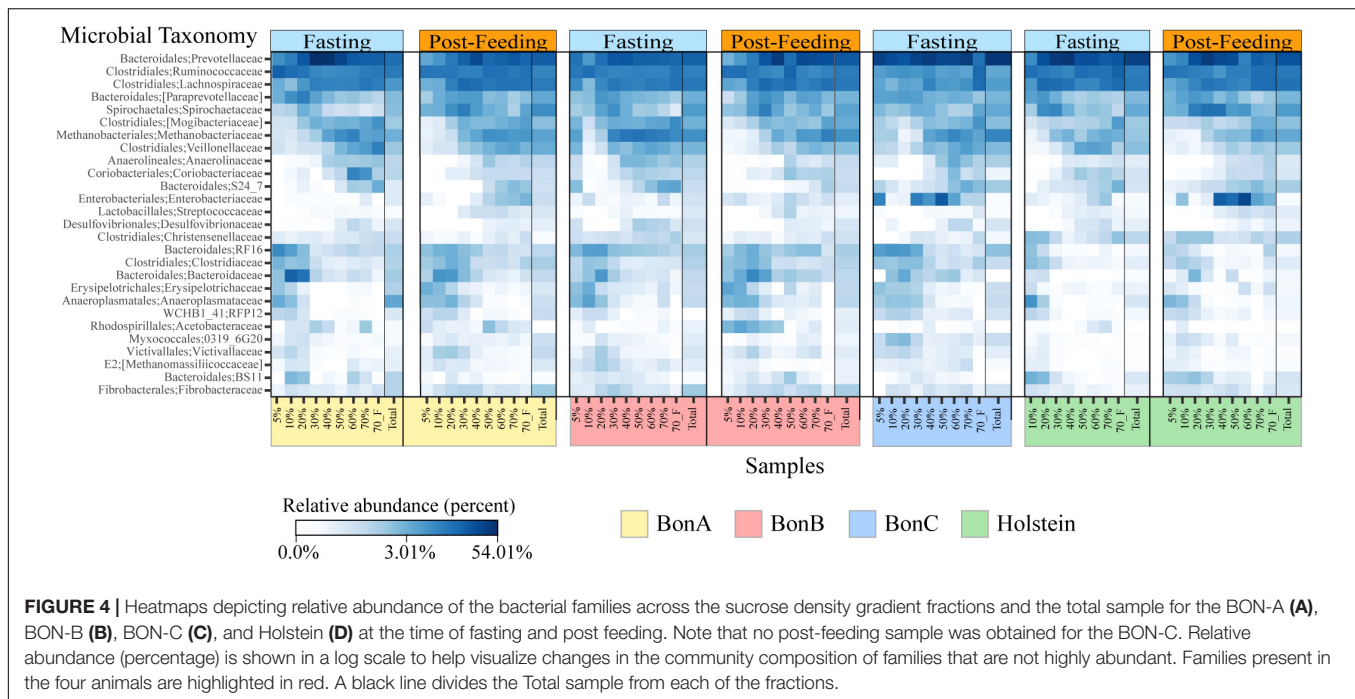 Microbial Taxonomy
Fasting
Post-Feeding
Fasting
Post-Feeding
Fasting
Fasting
Post-Feeding
Bacteroidales;Prevotellaceae
Clostridiales;Ruminococcaceae
Clostridiales;Lachnospiraceae
Bacteroidales;[Paraprevotellaceae]
Spirochaetales;Spirochaetaceae
Clostridiales;[Mogibacteriaceae]
Methanobacteriales;Methanobacteriaceae
Clostridiales;Veillonellaceae
Anaerolineales;Anaerolinaceae
Coriobacteriales;Coriobacteriaceae
Bacteroidales;S24_7
Enterobacteriales;Enterobacteriaceae
Lactobacillales;Streptococcaceae
Desulfovibrionales;Desulfovibrionaceae
Clostridiales;Christensenellaceae
Bacteroidales;RF16
Clostridiales;Clostridiaceae
Bacteroidales;Bacteroidaceae
Erysipelotrichales;Erysipelotrichaceae
Anaeroplasmatales;Anaeroplasmataceae
WCHB1_41;RFP12
Rhodospirillales;Acetobacteraceae
Myxococcales;0319_6G20
Victivallales;Victivallaceae
E2;[Methanomassiliicoccaceae]
Bacteroidales;BS11
Fibrobacterales;Fibrobacteraceae
5% 10% 20% 30% 40% 50% 60% 70% 70_F Total
5% 10% 20% 30% 40% 50% 60% 70% 70_F Total
5% 10% 20% 30% 40% 50% 60% 70% 70_F Total
5% 10% 20% 30% 40% 50% 60% 70% 70_F Total
5% 10% 20% 30% 40% 50% 60% 70% 70_F Total
10% 20% 30% 40% 50% 60% 70% 70_F Total
5% 10% 20% 30% 40% 50% 60% 70% 70_F Total
Samples
Relative abundance (percent)
0.0% 3.01% 54.01%
BonA
BonB
BonC
Holstein
FIGURE 4 | Heatmaps depicting relative abundance of the bacterial families across the sucrose density gradient fractions and the total sample for the BON-A (A),
BON-B (B), BON-C (C), and Holstein (D) at the time of fasting and post feeding. Note that no post-feeding sample was obtained for the BON-C. Relative
abundance (percentage) is shown in a log scale to help visualize changes in the community composition of families that are not highly abundant. Families present in
the four animals are highlighted in red. A black line divides the Total sample from each of the fractions.